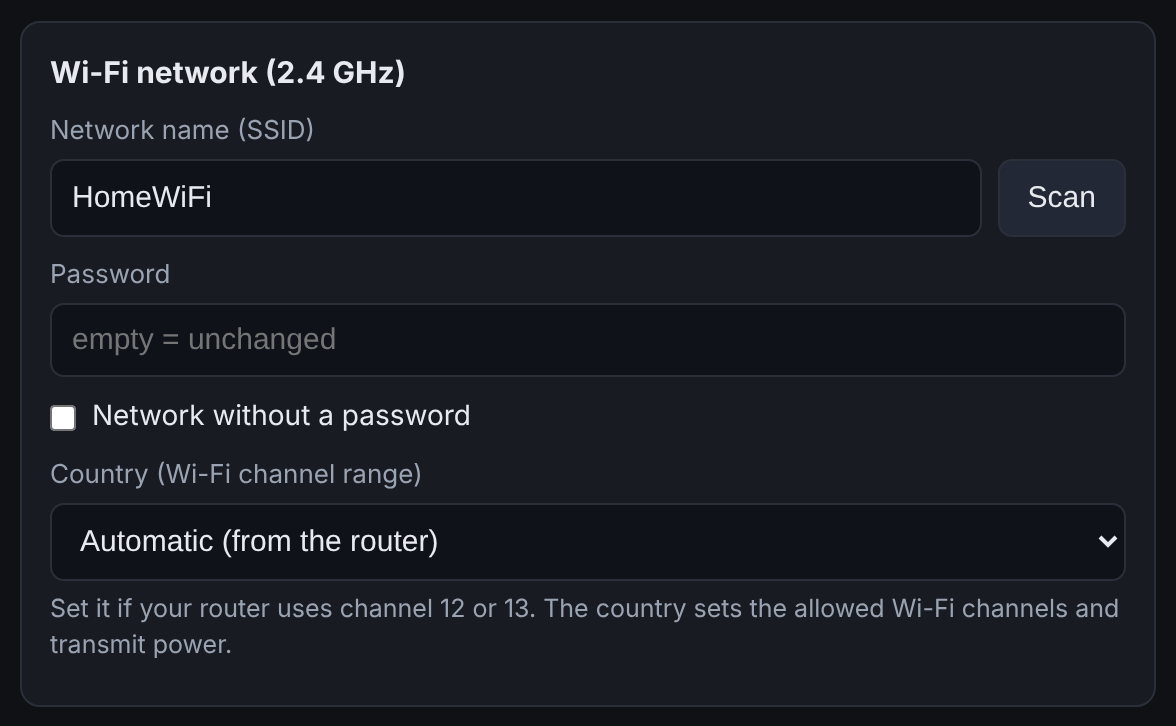 Wi-Fi network (2.4 GHz)
Network name (SSID)
HomeWiFi
Scan
Password
empty = unchanged
Network without a password
Country (Wi-Fi channel range)
Automatic (from the router)
Set it if your router uses channel 12 or 13. The country sets the allowed Wi-Fi channels and
transmit power.